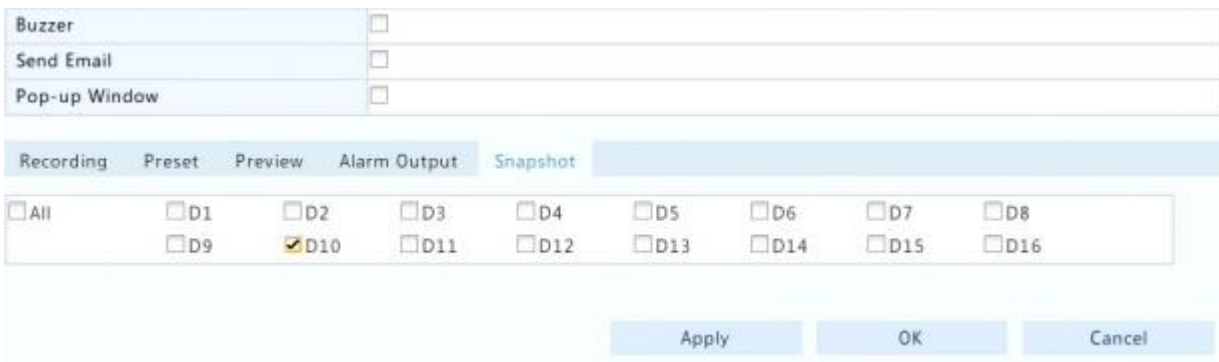 Buzzer
Send Email
Pop-up Window
Recording Preset Preview Alarm Output Snapshot
All D1 D2 D3 D4 D5 D6 D7 D8
D9 D10 D11 D12 D13 D14 D15 D16
Apply OK Cancel